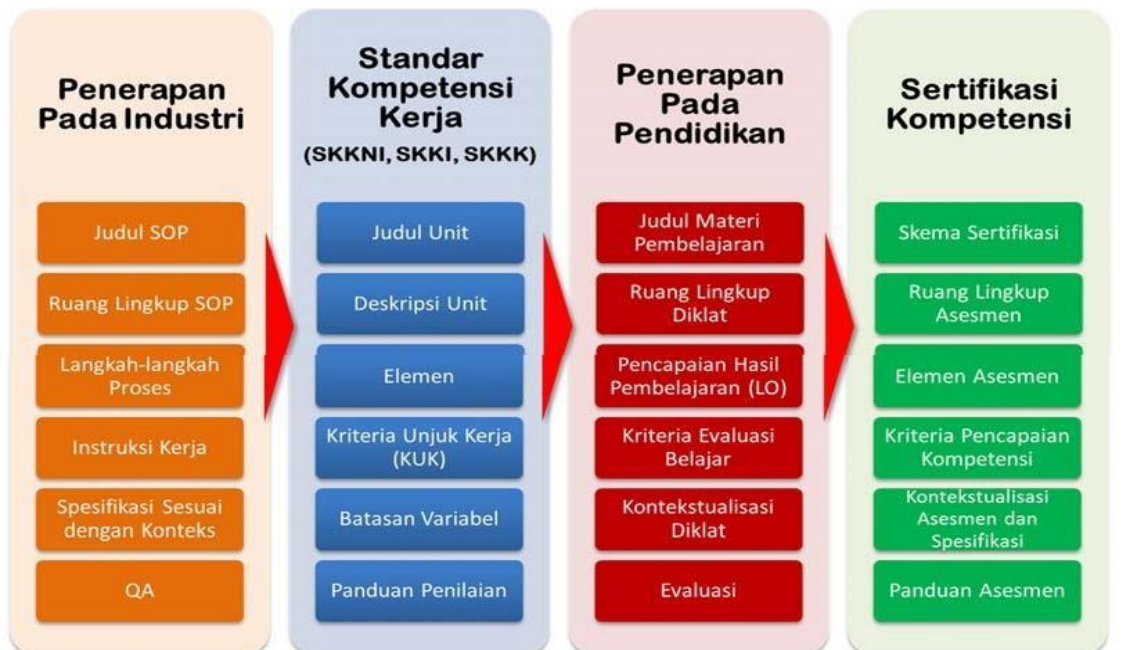 Penerapan
Pada Industri
Judul SOP
Ruang Lingkup SOP
Langkah-langkah
Proses
Instruksi Kerja
Spesifikasi Sesuai
dengan Konteks
QA
Standar
Kompetensi
Kerja
(SKKNI, SKKI, SKKK)
Judul Unit
Deskripsi Unit
Elemen
Kriteria Unjuk Kerja
(KUK)
Batasan Variabel
Panduan Penilaian
Penerapan
Pada
Pendidikan
Judul Materi
Pembelajaran
Ruang Lingkup
Diklat
Pencapaian Hasil
Pembelajaran (LO)
Kriteria Evaluasi
Belajar
Kontekstualisasi
Diklat
Evaluasi
Sertifikasi
Kompetensi
Skema Sertifikasi
Ruang Lingkup
Asesmen
Elemen Asesmen
Kriteria Pencapaian
Kompetensi
Kontekstualisasi
Asesmen dan
Spesifikasi
Panduan Asesmen